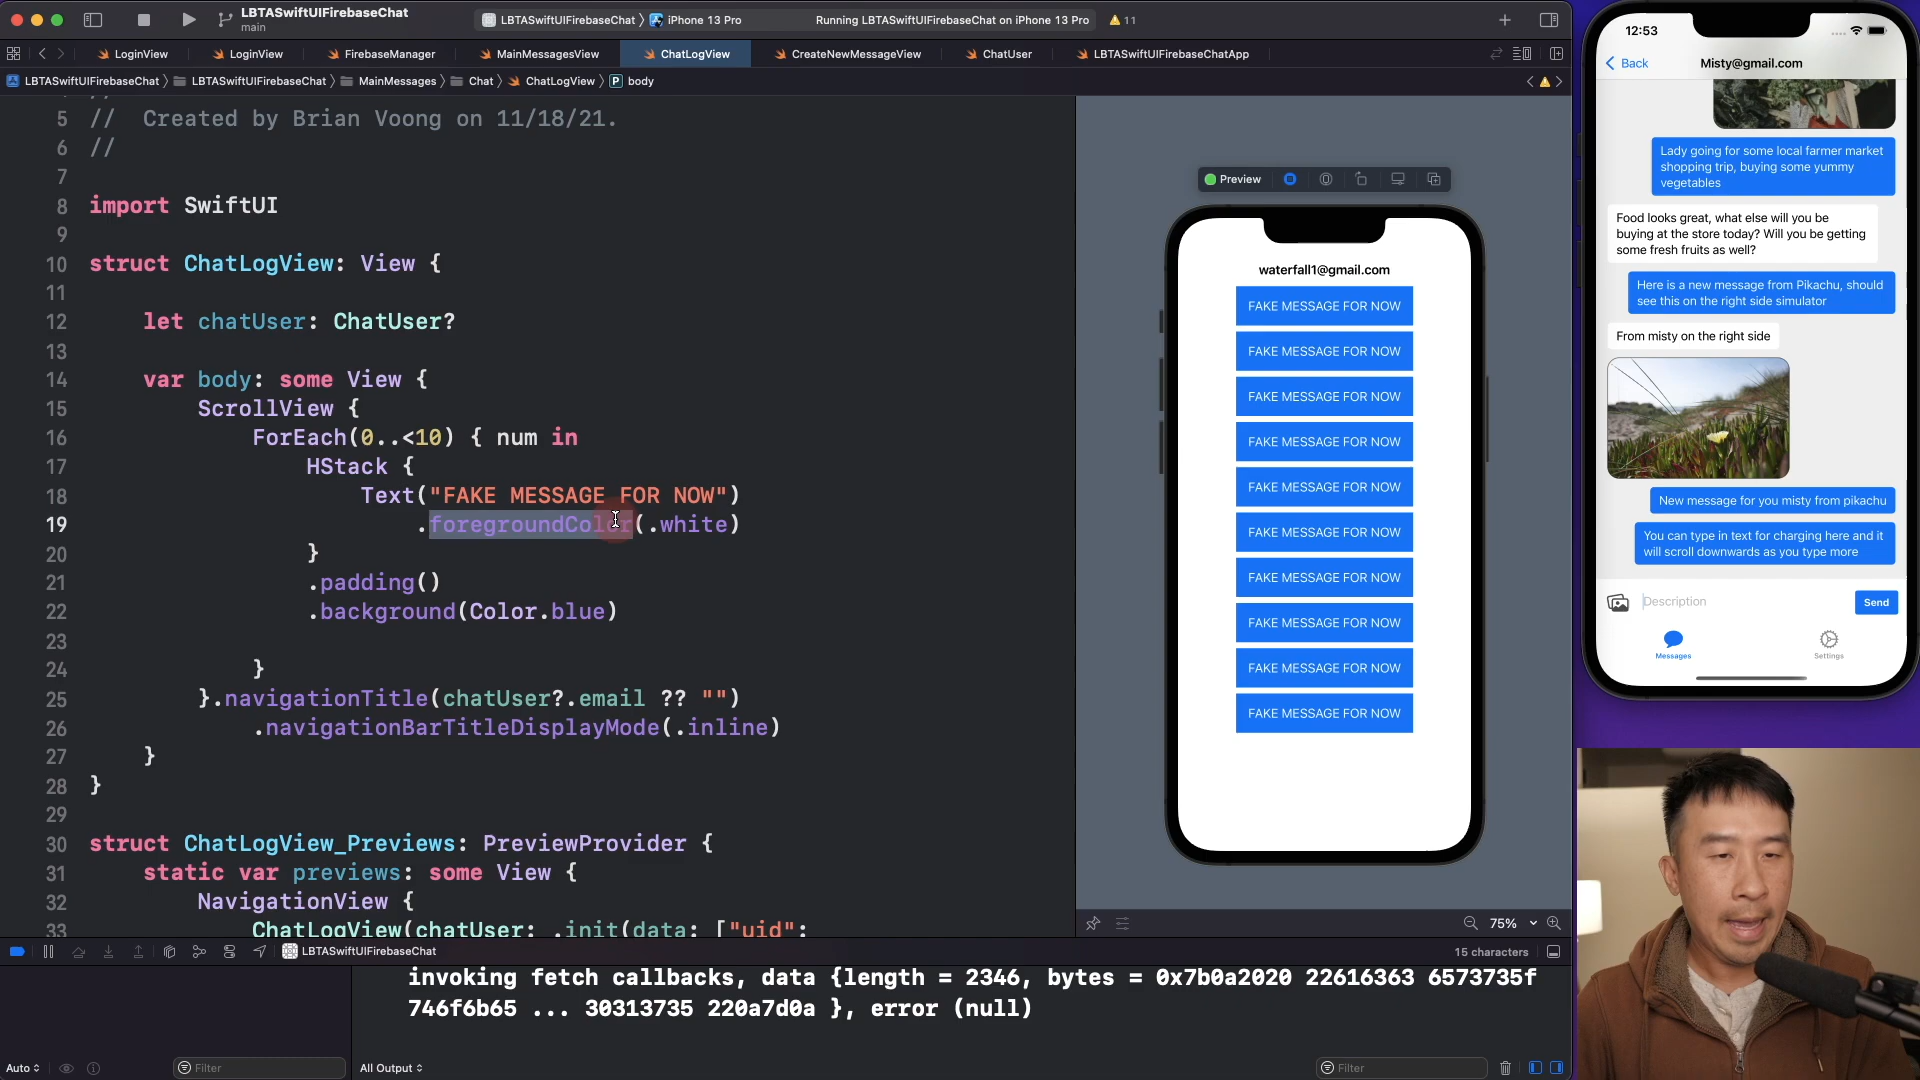 LBTASwiftUIFirebaseChat
main
LBTASwiftUIFirebaseChat
iPhone 13 Pro
Running LBTASwiftUIFirebaseChat on iPhone 13 Pro
11
LoginView
LoginView
FirebaseManager
MainMessagesView
ChatLogView
CreateNewMessageView
ChatUser
LBTASwiftUIFirebaseChatApp
LBTASwiftUIFirebaseChat
LBTASwiftUIFirebaseChat
MainMessages
Chat
ChatLogView
P body
5 //  Created by Brian Voong on 11/18/21.
6 //
7
8 import SwiftUI
9
10 struct ChatLogView: View {
11
12     let chatUser: ChatUser?
13
14     var body: some View {
15         ScrollView {
16             ForEach(0..<10) { num in
17                 HStack {
18                     Text("FAKE MESSAGE FOR NOW")
19                         .foregroundColor(.white)
20                 }
21                 .padding()
22                 .background(Color.blue)
23
24             }
25         }.navigationTitle(chatUser?.email ?? "")
26             .navigationBarTitleDisplayMode(.inline)
27     }
28 }
29
30 struct ChatLogView_Previews: PreviewProvider {
31     static var previews: some View {
32         NavigationView {
33             ChatLogView(chatUser: .init(data: ["uid":
Preview
waterfall1@gmail.com
FAKE MESSAGE FOR NOW
FAKE MESSAGE FOR NOW
FAKE MESSAGE FOR NOW
FAKE MESSAGE FOR NOW
FAKE MESSAGE FOR NOW
FAKE MESSAGE FOR NOW
FAKE MESSAGE FOR NOW
FAKE MESSAGE FOR NOW
FAKE MESSAGE FOR NOW
FAKE MESSAGE FOR NOW
75%
LBTASwiftUIFirebaseChat
15 characters
invoking fetch callbacks, data {length = 2346, bytes = 0x7b0a2020 22616363 6573735f
746f6b65 ... 30313735 220a7d0a }, error (null)
Auto
Filter
All Output
Filter
12:53
Back
Misty@gmail.com
Lady going for some local farmer market
shopping trip, buying some yummy
vegetables
Food looks great, what else will you be
buying at the store today? Will you be getting
some fresh fruits as well?
Here is a new message from Pikachu, should
see this on the right side simulator
From misty on the right side
New message for you misty from pikachu
You can type in text for charging here and it
will scroll downwards as you type more
Description
Send
Messages
Settings